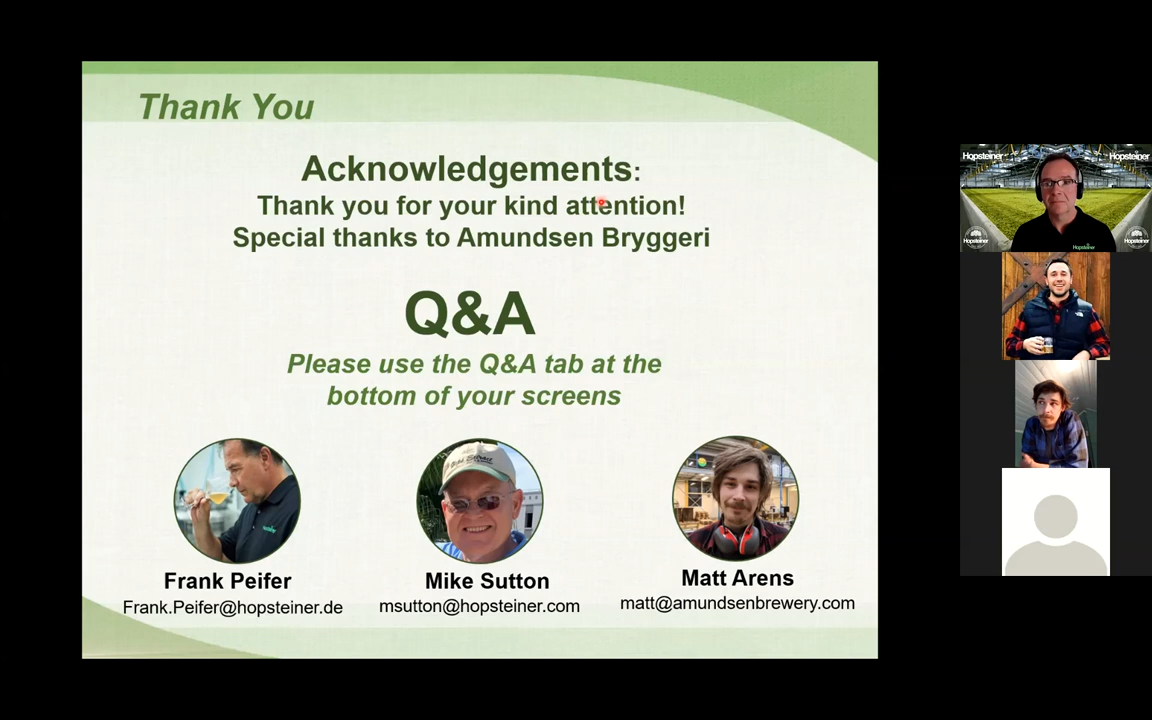 Thank You
Acknowledgements:
Thank you for your kind attention!
Special thanks to Amundsen Bryggeri
Q&A
Please use the Q&A tab at the
bottom of your screens
Frank Peifer
Frank.Peifer@hopsteiner.de
Mike Sutton
msutton@hopsteiner.com
Matt Arens
matt@amundsenbrewery.com
Hopsteiner
Hopsteiner
Hopsteiner
Hopsteiner
Hopsteiner